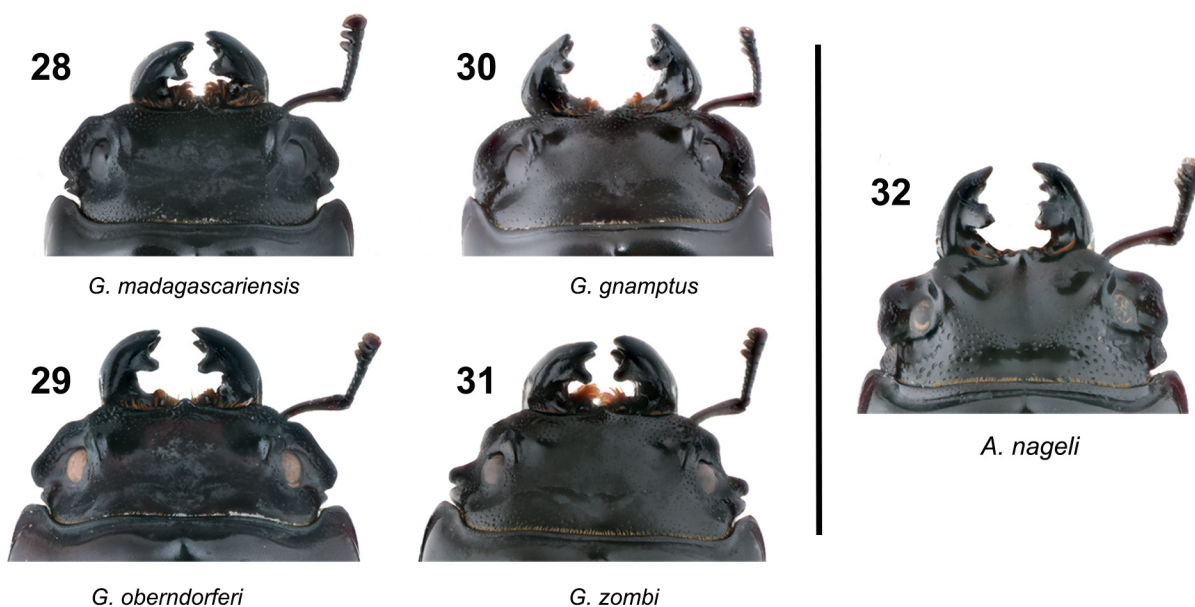 28
G. madagascariensis
29
G. oberndorferi
30
G. gnamptus
31
G. zombi
32
A. nageli